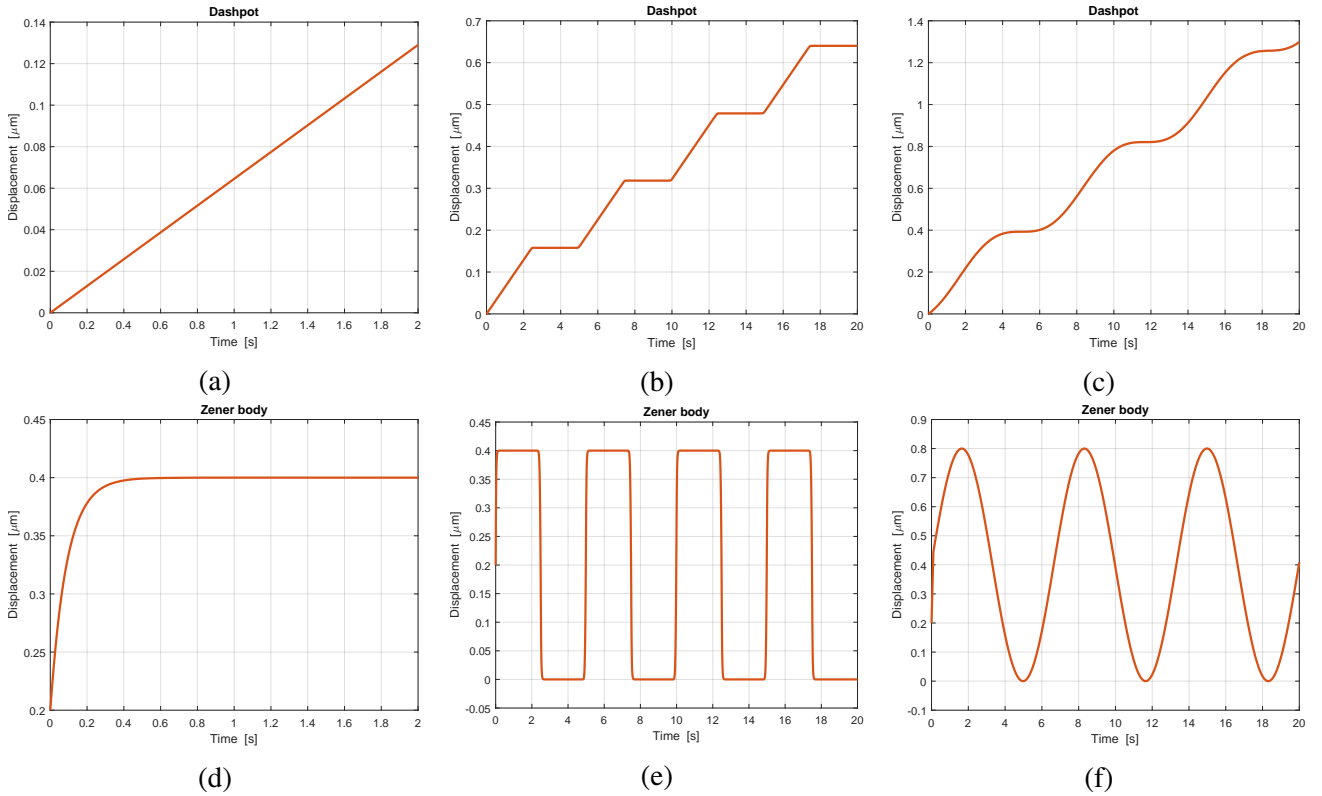 Dashpot
0.14
0.12
0.1
0.08
0.06
0.04
0.02
0
Displacement [μm]
0 0.2 0.4 0.6 0.8 1 1.2 1.4 1.6 1.8 2
Time [s]
(a)
Dashpot
0.7
0.6
0.5
0.4
0.3
0.2
0.1
0
Displacement [μm]
0 2 4 6 8 10 12 14 16 18 20
Time [s]
(b)
Dashpot
1.4
1.2
1
0.8
0.6
0.4
0.2
0
Displacement [μm]
0 2 4 6 8 10 12 14 16 18 20
Time [s]
(c)
Zener body
0.45
0.4
0.35
0.3
0.25
0.2
Displacement [μm]
0 0.2 0.4 0.6 0.8 1 1.2 1.4 1.6 1.8 2
Time [s]
(d)
Zener body
0.45
0.4
0.35
0.3
0.25
0.2
0.15
0.1
0.05
0
-0.05
Displacement [μm]
0 2 4 6 8 10 12 14 16 18 20
Time [s]
(e)
Zener body
0.9
0.8
0.7
0.6
0.5
0.4
0.3
0.2
0.1
0
-0.1
Displacement [μm]
0 2 4 6 8 10 12 14 16 18 20
Time [s]
(f)